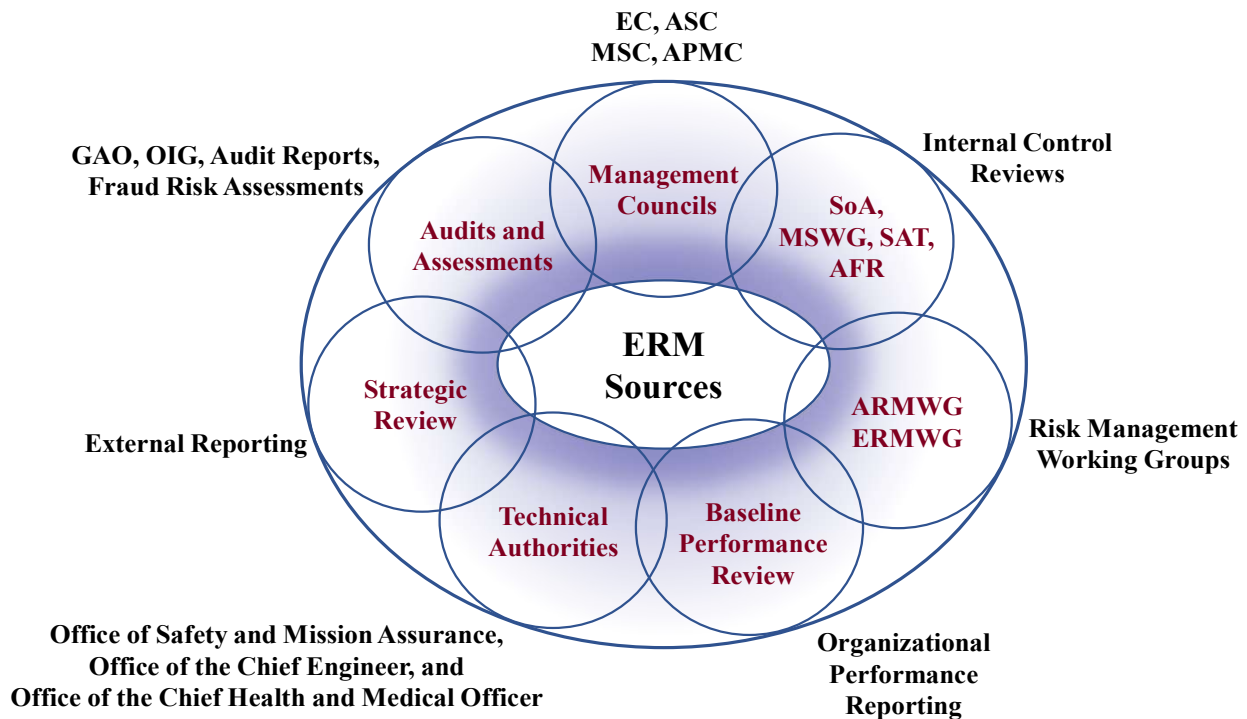 EC, ASC
MSC, APMC
GAO, OIG, Audit Reports,
Fraud Risk Assessments
Internal Control
Reviews
Management
Councils
SoA,
MSWG, SAT,
AFR
Audits and
Assessments
ERM
Sources
Strategic
Review
ARMWG
ERMWG
External Reporting
Risk Management
Working Groups
Technical
Authorities
Baseline
Performance
Review
Office of Safety and Mission Assurance,
Office of the Chief Engineer, and
Office of the Chief Health and Medical Officer
Organizational
Performance
Reporting